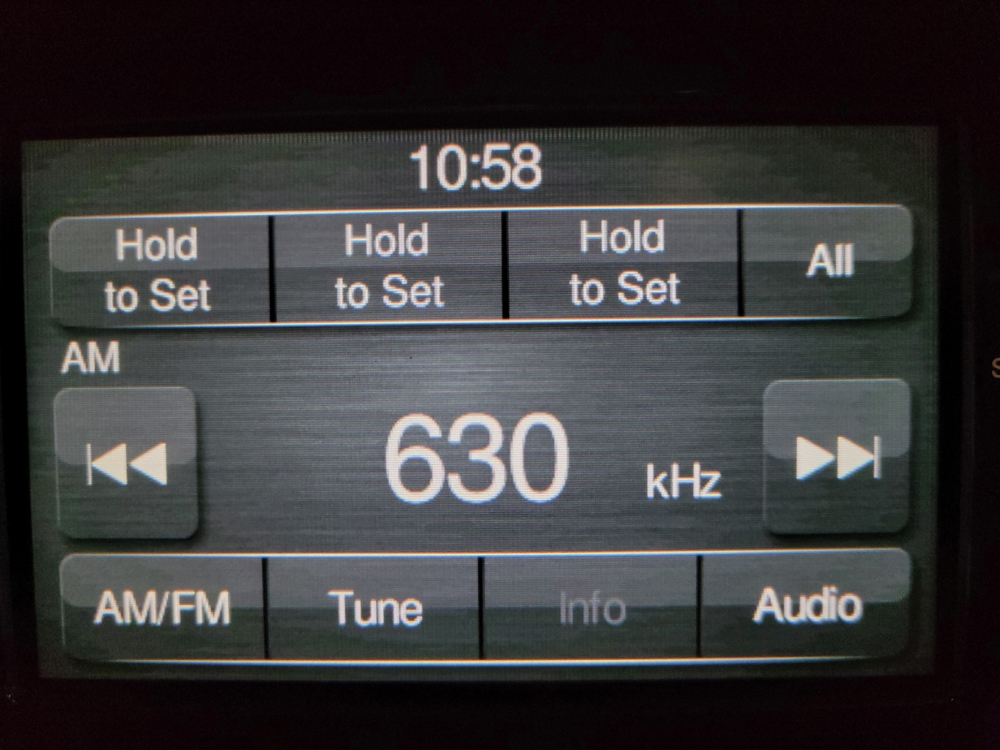 10:58
Hold Hold Hold All
to Set to Set to Set
AM
630 kHz
AM/FM Tune Info Audio